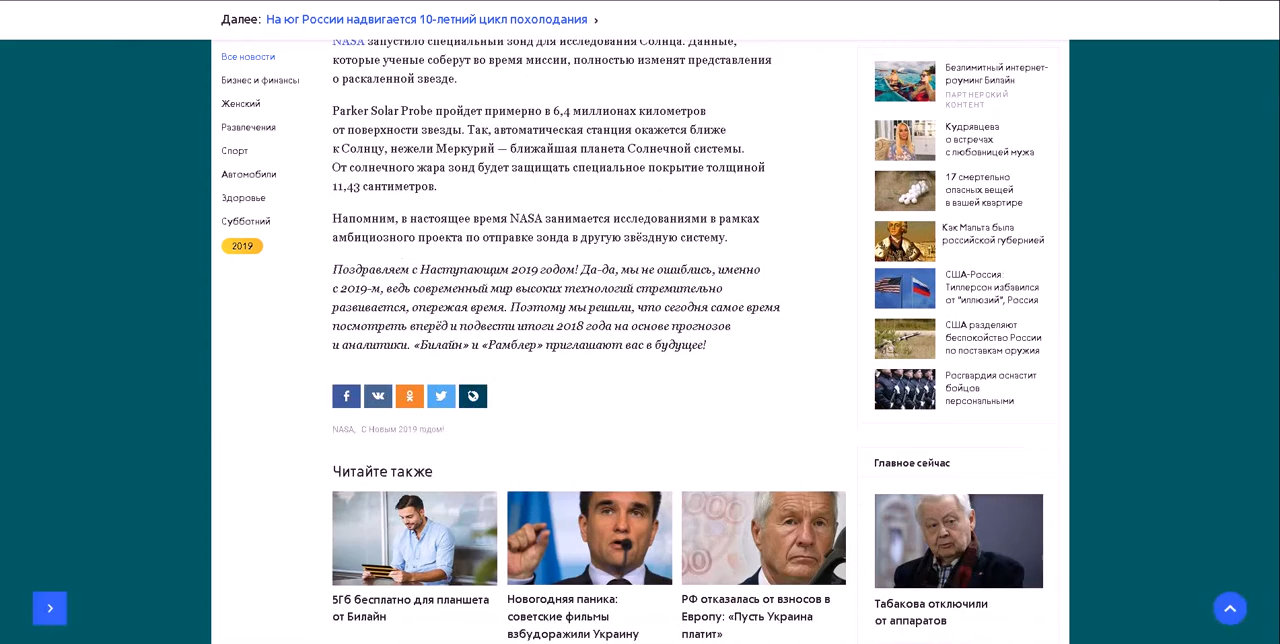 Далее: На юг России надвигается 10-летний цикл похолодания
Все новости
Бизнес и финансы
Женский
Развлечения
Спорт
Автомобили
Здоровье
Субботний
2019
NASA запустило специальный зонд для исследования Солнца. Данные,
которые ученые соберут во время миссии, полностью изменят представления
о раскаленной звезде.
Parker Solar Probe пройдет примерно в 6,4 миллионах километров
от поверхности звезды. Так, автоматическая станция окажется ближе
к Солнцу, нежели Меркурий — ближайшая планета Солнечной системы.
От солнечного жара зонд будет защищать специальное покрытие толщиной
11,43 сантиметров.
Напомним, в настоящее время NASA занимается исследованиями в рамках
амбициозного проекта по отправке зонда в другую звёздную систему.
Поздравляем с Наступающим 2019 годом! Да-да, мы не ошиблись, именно
с 2019-м, ведь современный мир высоких технологий стремительно
развивается, опережая время. Поэтому мы решили, что сегодня самое время
посмотреть вперёд и подвести итоги 2018 года на основе прогнозов
и аналитики. «Билайн» и «Рамблер» приглашают вас в будущее!
NASA, С Новым 2019 годом!
Читайте также
5Гб бесплатно для планшета
от Билайн
Новогодняя паника:
советские фильмы
взбудоражили Украину
РФ отказалась от взносов в
Европу: «Пусть Украина
платит»
Безлимитный интернет-
роуминг Билайн
ПАРТНЕРСКИЙ
КОНТЕНТ
Кудрявцева
о встречах
с любовницей мужа
17 смертельно
опасных вещей
в вашей квартире
Как Мальта была
российской губернией
США-Россия:
Типлерсон избавился
от "иллюзий", Россия
США разделяют
беспокойство России
по поставкам оружия
Росгвардия оснастит
бойцов
персональными
Главное сейчас
Табакова отключили
от аппаратов